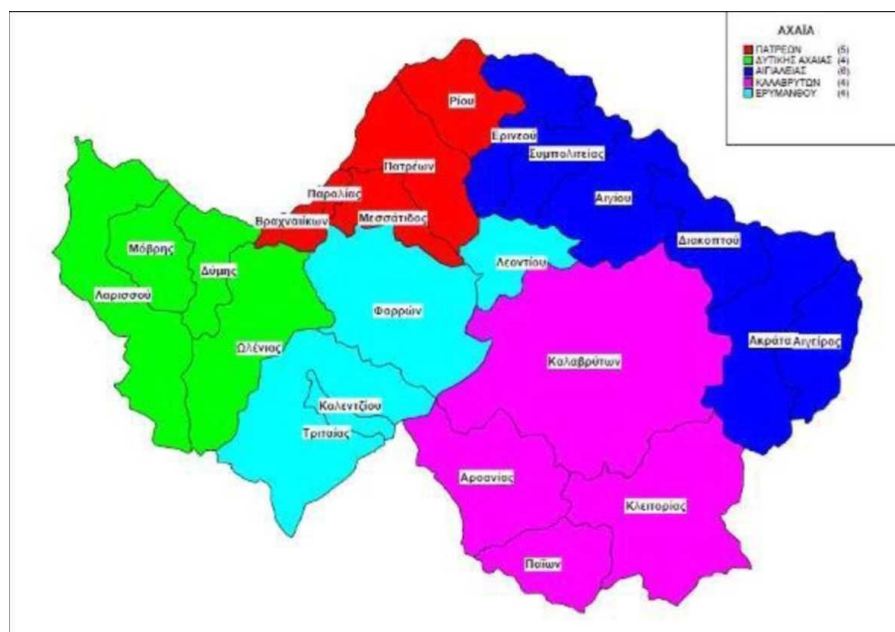 ΑΧΑΪΑ
ΠΑΤΡΕΩΝ (5)
ΔΥΤΙΚΗΣ ΑΧΑΙΑΣ (4)
ΑΙΓΙΑΛΕΙΑΣ (6)
ΚΑΛΑΒΡΥΤΩΝ (4)
ΕΡΥΜΑΝΘΟΥ (4)
Ρίου
Ερινεού
Συμπολιτείας
Πατρέων
Παραλίας
Αιγίου
Βραχναιίκων
Μεσσάτιδος
Διακοπτού
Μόβρης
Λεοντίου
Δύμης
Λαρισσού
Φαρρών
Ακράτα
Αιγείρας
Ωλένιας
Καλαβρύτων
Καλεντζίου
Τριταίας
Αροανίας
Κλειτορίας
Παΐων